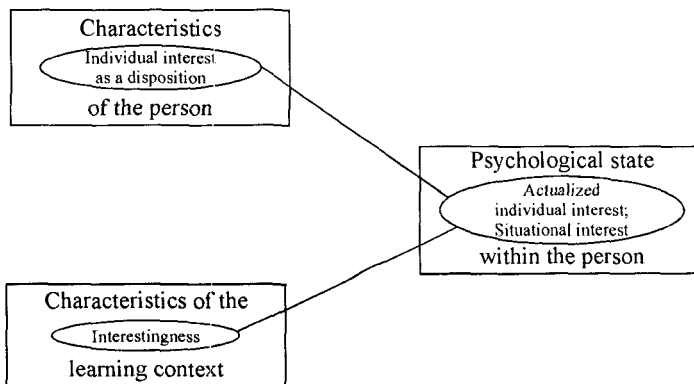 Characteristics
Individual interest
as a disposition
of the person
Psychological state
Actualized
individual interest;
Situational interest
within the person
Characteristics of the
Interestingness
learning context